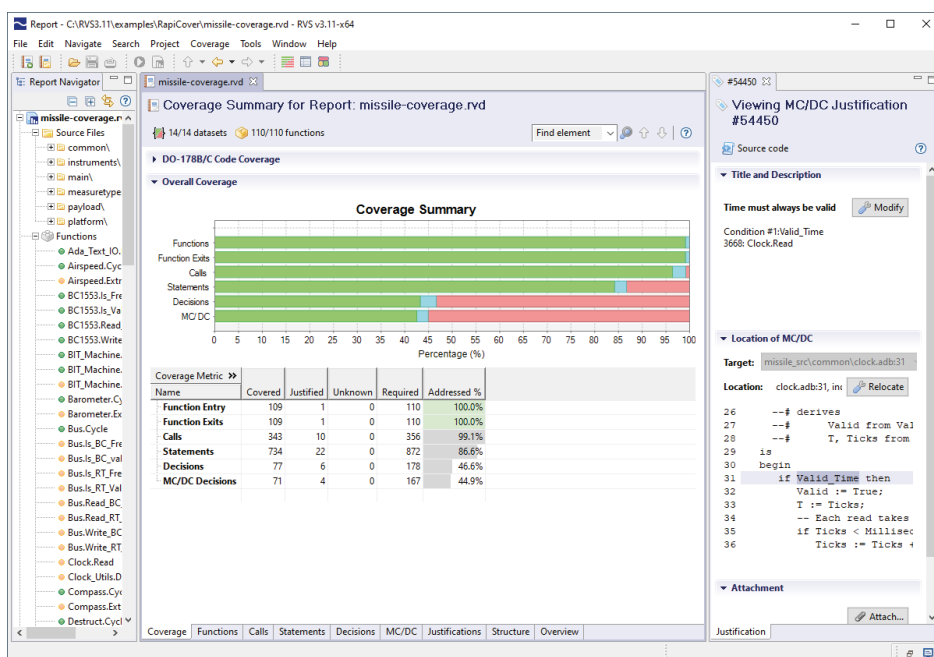 Report - C:\RVS3.11\examples\RapiCover\missile-coverage.rvd - RVS v3.11-x64
File Edit Navigate Search Project Coverage Tools Window Help
Report Navigator
missile-coverage.r
Source Files
common\
instruments\
main\
measuretype
payload\
platform\
Functions
Ada_Text_IO.
Airspeed.Cyc
Airspeed.Extr
BC1553.Is_Fre
BC1553.Is_Va
BC1553.Read_
BC1553.Write
BIT_Machine.
BIT_Machine.
BIT_Machine.
Barometer.Cy
Barometer.Ex
Bus.Cycle
Bus.Is_BC_Fre
Bus.Is_BC_val
Bus.Is_RT_Fre
Bus.Is_RT_Val
Bus.Read_BC_
Bus.Read_RT_
Bus.Write_BC
Bus.Write_RT_
Clock.Read
Clock_Utils.D
Compass.Cyc
Compass.Ext
Destruct.Cycl
missile-coverage.rvd
Coverage Summary for Report: missile-coverage.rvd
14/14 datasets 110/110 functions Find element
DO-178B/C Code Coverage
Overall Coverage
Coverage Summary
Functions
Function Exits
Calls
Statements
Decisions
MC/DC
0 5 10 15 20 25 30 35 40 45 50 55 60 65 70 75 80 85 90 95 100
Percentage (%)
Coverage Metric
Name Covered Justified Unknown Required Addressed %
Function Entry 109 1 0 110 100.0%
Function Exits 109 1 0 110 100.0%
Calls 343 10 0 356 99.1%
Statements 734 22 0 872 86.6%
Decisions 77 6 0 178 46.6%
MC/DC Decisions 71 4 0 167 44.9%
Coverage Functions Calls Statements Decisions MC/DC Justifications Structure Overview
#54450
Viewing MC/DC Justification
#54450
Source code
Title and Description
Time must always be valid Modify
Condition #1:Valid_Time
3668: Clock.Read
Location of MC/DC
Target: missile_src\common\clock.adb:31
Location: clock.adb:31, inc Relocate
26 --# derives
27 --# Valid from Val
28 --# T, Ticks from
29 is
30 begin
31 if Valid_Time then
32 Valid := True;
33 T := Ticks;
34 -- Each read takes
35 if Ticks < Millisec
36 Ticks := Ticks +
Attachment
Attach...
Justification